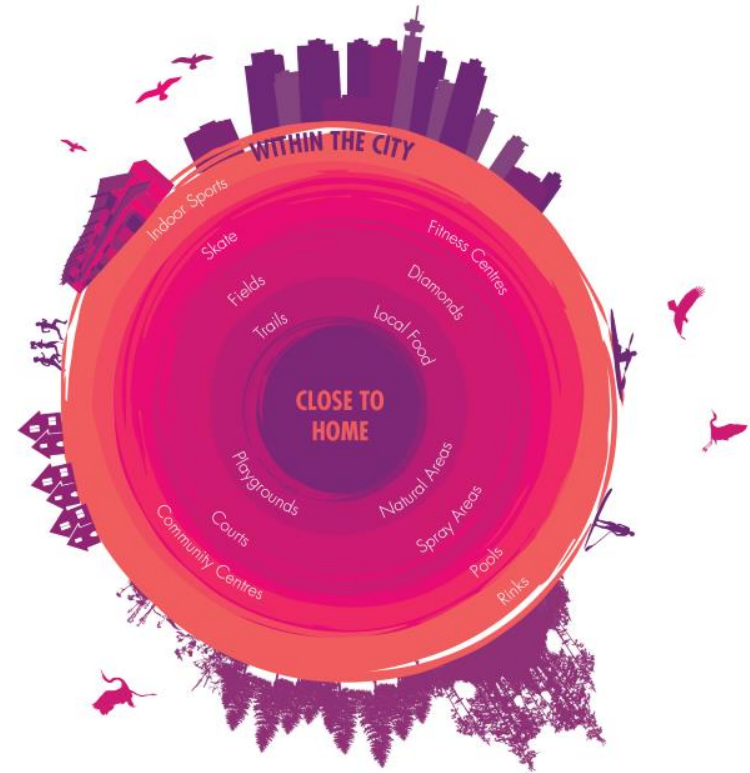 WITHIN THE CITY
Indoor Sports
Skate
Fitness Centres
Fields
Diamonds
Trails
Local Food
CLOSE TO
HOME
Playgrounds
Natural Areas
Courts
Spray Areas
Community Centres
Pools
Rinks